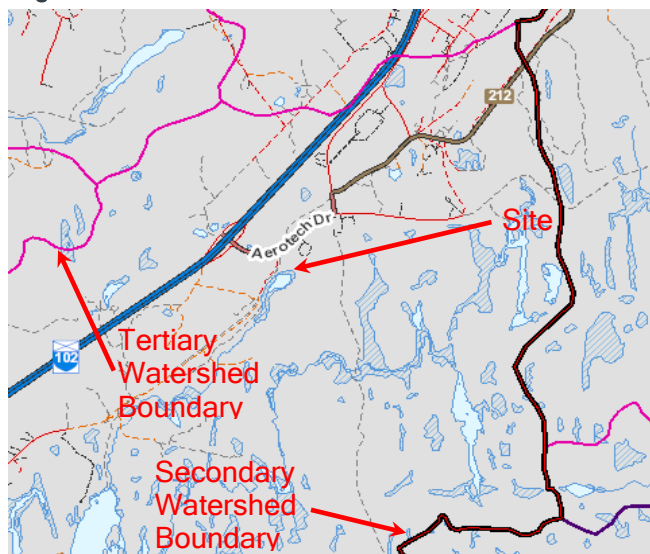 212
Aerotech Dr
Site
102
Tertiary
Watershed
Boundary
Secondary
Watershed
Boundary